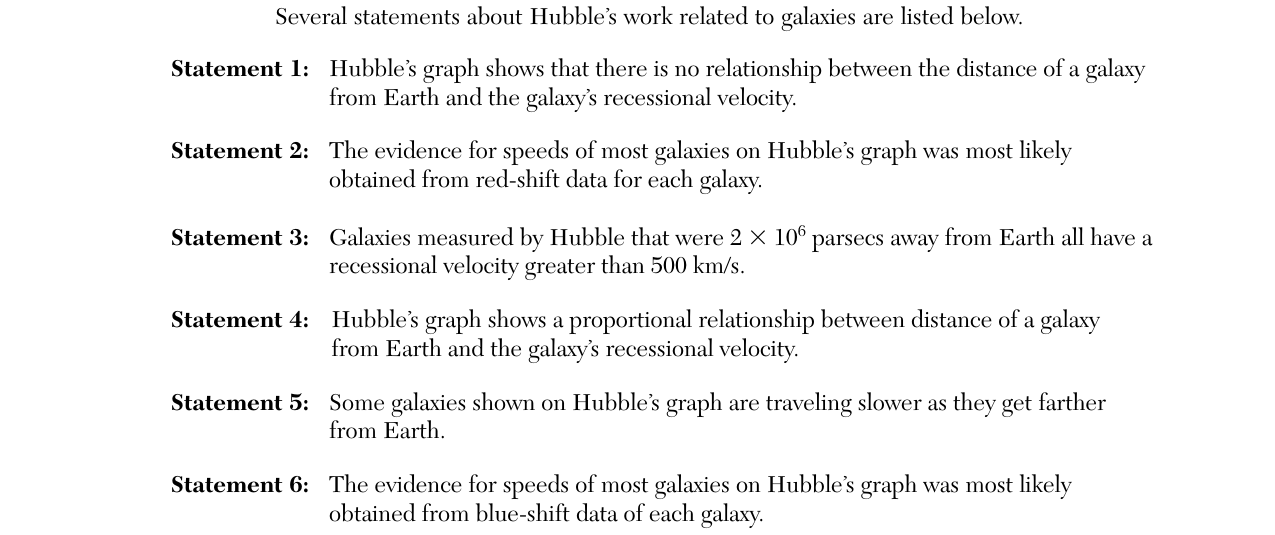 Several statements about Hubble’s work related to galaxies are listed below.
Statement 1: Hubble’s graph shows that there is no relationship between the distance of a galaxy
from Earth and the galaxy’s recessional velocity.
Statement 2: The evidence for speeds of most galaxies on Hubble’s graph was most likely
obtained from red-shift data for each galaxy.
Statement 3: Galaxies measured by Hubble that were 2 × 10⁶ parsecs away from Earth all have a
recessional velocity greater than 500 km/s.
Statement 4: Hubble’s graph shows a proportional relationship between distance of a galaxy
from Earth and the galaxy’s recessional velocity.
Statement 5: Some galaxies shown on Hubble’s graph are traveling slower as they get farther
from Earth.
Statement 6: The evidence for speeds of most galaxies on Hubble’s graph was most likely
obtained from blue-shift data of each galaxy.